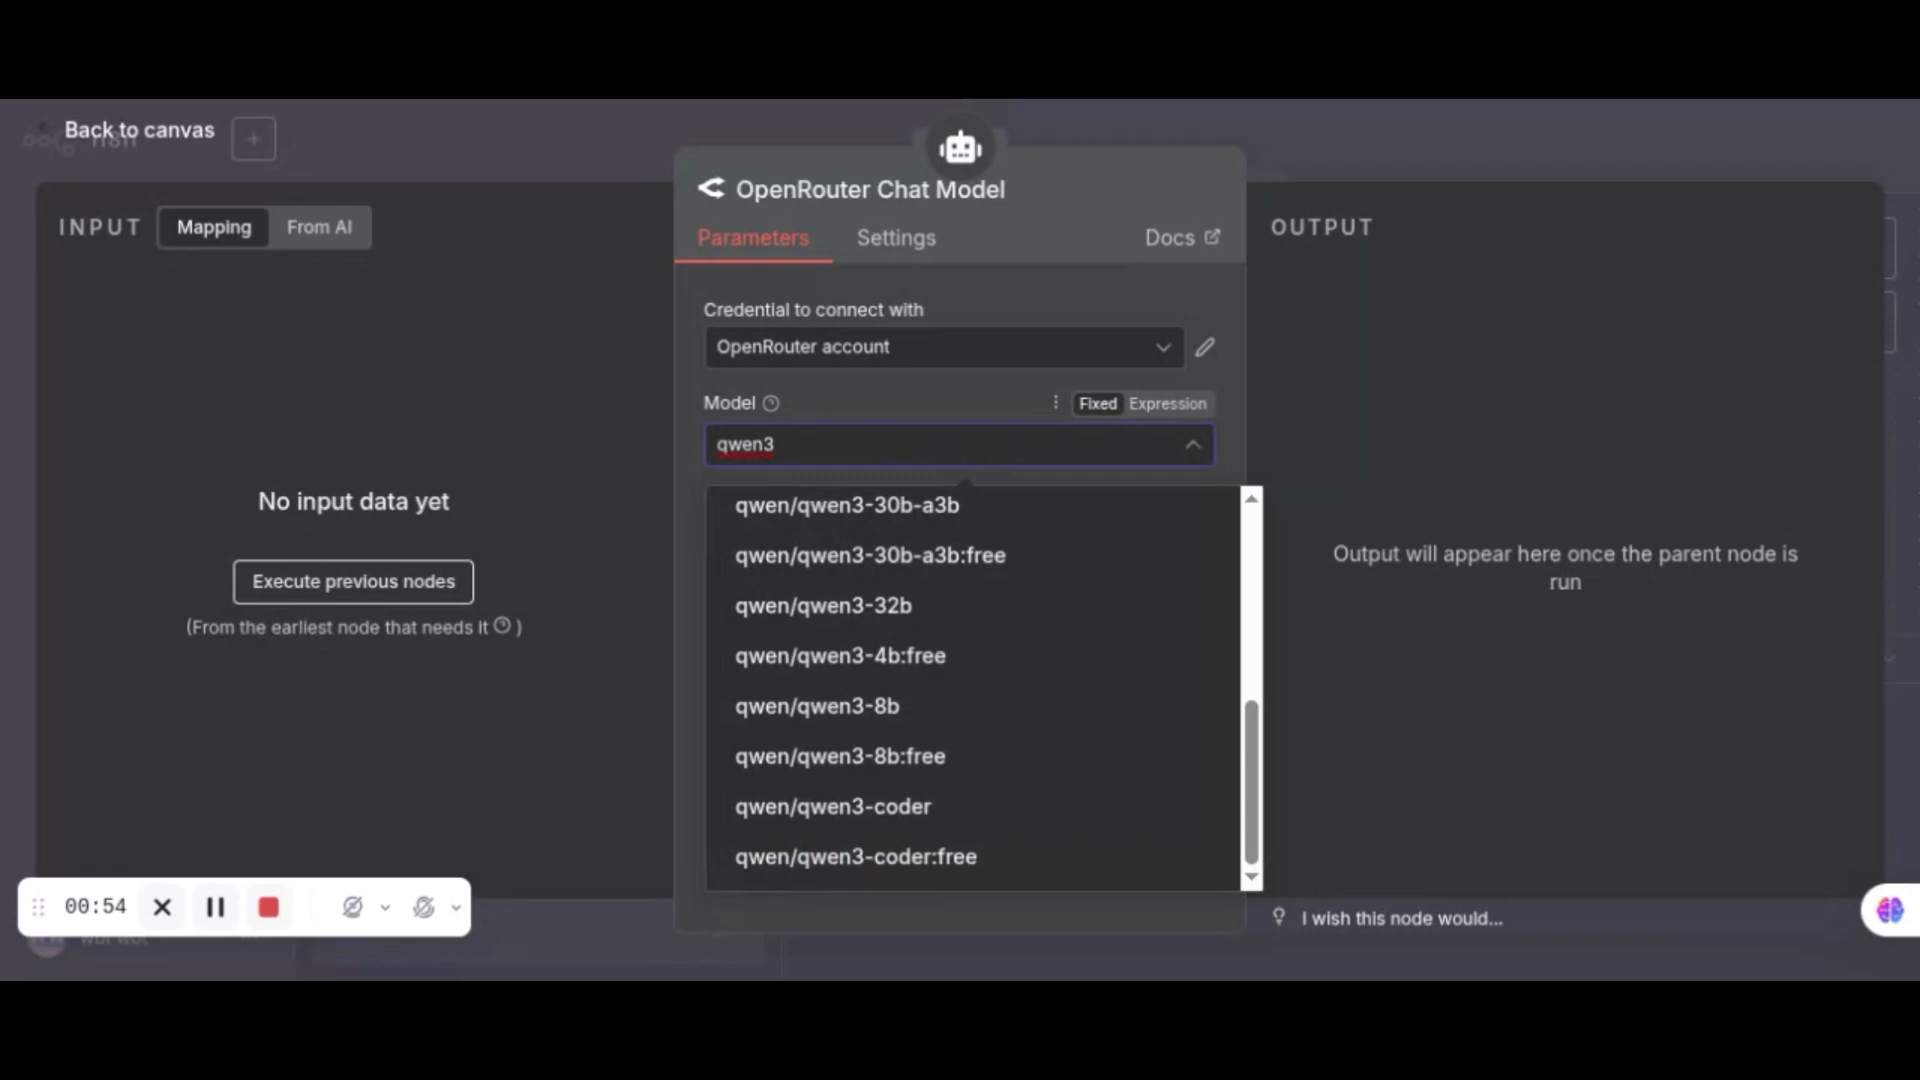 Back to canvas
n8n
INPUT
Mapping
From AI
No input data yet
Execute previous nodes
(From the earliest node that needs it ? )
OpenRouter Chat Model
Parameters
Settings
Docs
Credential to connect with
OpenRouter account
Model
Fixed
Expression
qwen3
qwen/qwen3-30b-a3b
qwen/qwen3-30b-a3b:free
qwen/qwen3-32b
qwen/qwen3-4b:free
qwen/qwen3-8b
qwen/qwen3-8b:free
qwen/qwen3-coder
qwen/qwen3-coder:free
OUTPUT
Output will appear here once the parent node is
run
I wish this node would...
00:54